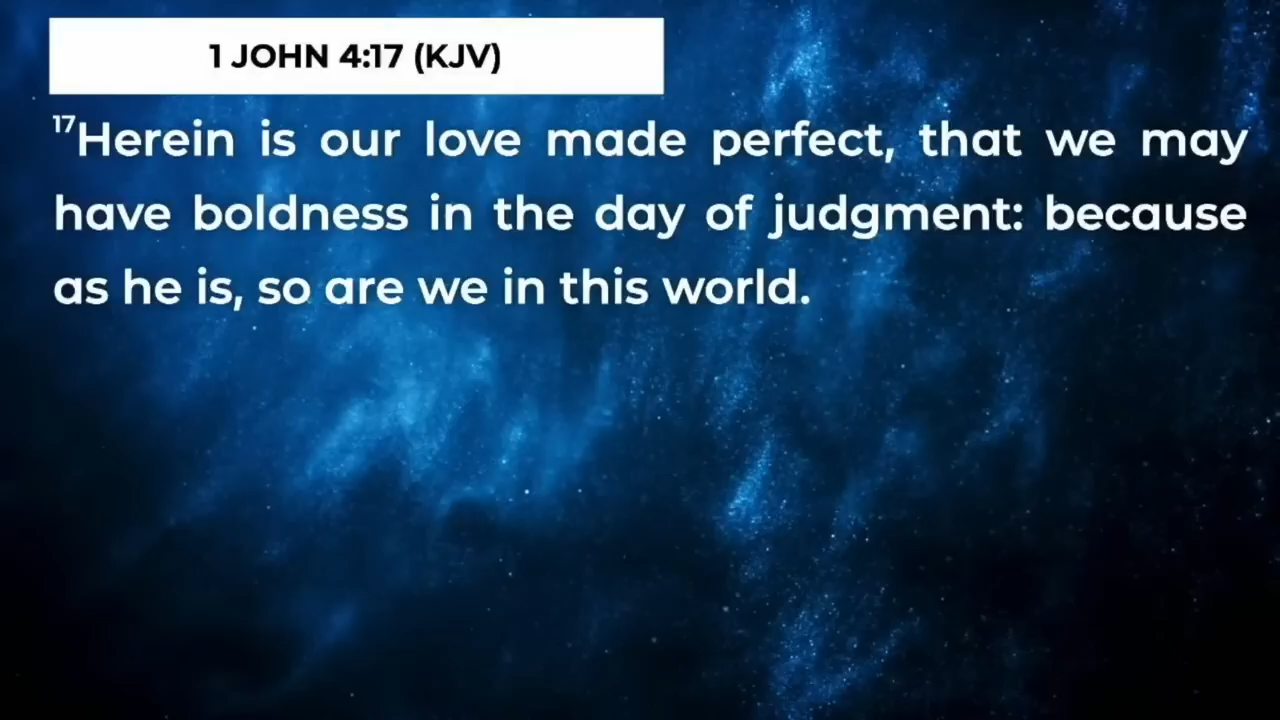 1 JOHN 4:17 (KJV)
17Herein is our love made perfect, that we may
have boldness in the day of judgment: because
as he is, so are we in this world.